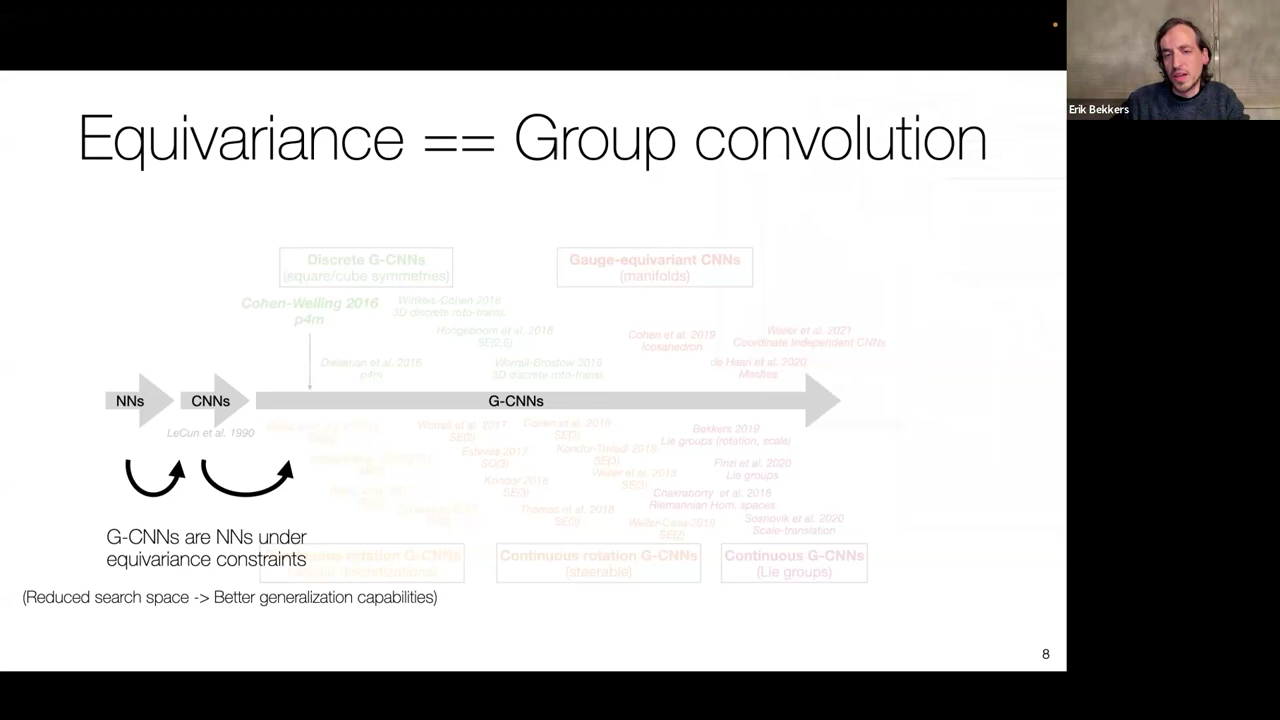 Erik Bekkers
Equivariance == Group convolution
Discrete G-CNNs
(square/cube symmetries)
Gauge-equivariant CNNs
(manifolds)
Cohen-Welling 2016
p4m
Winkels-Cohen 2018
3D discrete roto-transl.
Hoogeboom et al. 2018
SE(2,6)
Dieleman et al. 2016
p4m
Worrall-Brostow 2018
3D discrete roto-transl.
Cohen et al. 2019
icosahedron
Weiler et al. 2021
Coordinate Independent CNNs
de Haan et al. 2020
Meshes
NNs
CNNs
G-CNNs
LeCun et al. 1990
Worrall et al. 2017
SE(2)
Cohen et al. 2018
SE(3)
Esteves 2017
SO(3)
Kondor-Trivedi 2018
SE(3)
Kondor 2018
SE(3)
Weiler et al. 2018
SE(3)
Thomas et al. 2018
SE(3)
Weiler-Cesa 2019
SE(2)
Bekkers 2019
Lie groups (rotation, scale)
Finzi et al. 2020
Lie groups
Chakraborty et al. 2018
Riemannian Hom. spaces
Sosnovik et al. 2020
Scale-translation
G-CNNs are NNs under
equivariance constraints
rotation G-CNNs
Continuous rotation G-CNNs
(steerable)
Continuous G-CNNs
(Lie groups)
(Reduced search space -> Better generalization capabilities)
8